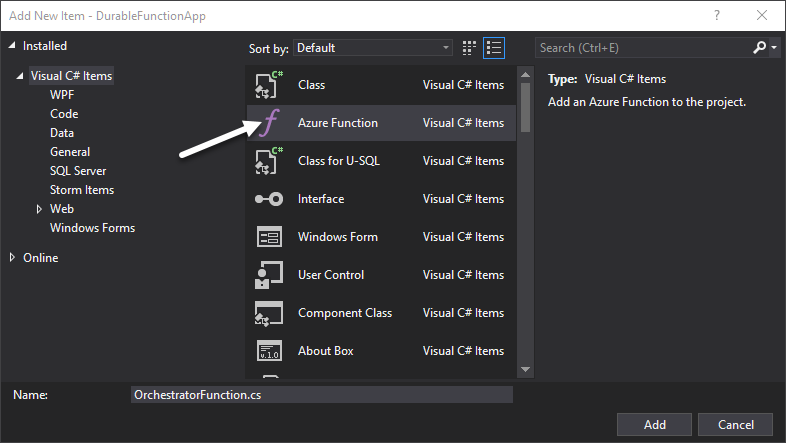 Add New Item - DurableFunctionApp
? ×
Installed
Sort by: Default
Search (Ctrl+E)
Visual C# Items
WPF
Code
Data
General
SQL Server
Storm Items
Web
Windows Forms
Online
C# Class Visual C# Items
Azure Function Visual C# Items
C# Class for U-SQL Visual C# Items
Interface Visual C# Items
Windows Form Visual C# Items
User Control Visual C# Items
Component Class Visual C# Items
v.1.0 About Box Visual C# Items
Type: Visual C# Items
Add an Azure Function to the project.
Name: OrchestratorFunction.cs
Add Cancel